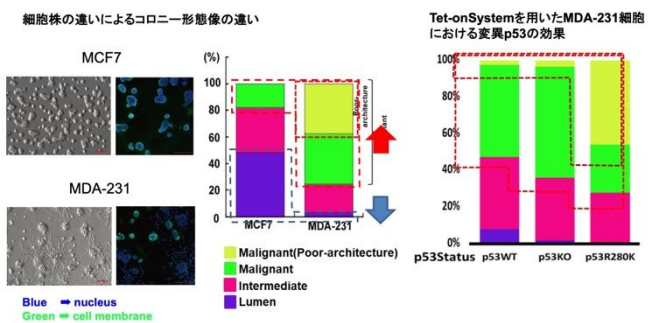 細胞株の違いによるコロニー形態像の違い
MCF7
MDA-231
Blue ➡ nucleus
Green ➡ cell membrane
(%)
100
80
60
40
20
0
MCF7
MDA-231
Malignant(Poor-architecture)
Malignant
Intermediate
Lumen
Tet-onSystemを用いたMDA-231細胞
における変異p53の効果
100%
80%
60%
40%
20%
0%
p53Status
p53WT
p53KO
p53R280K